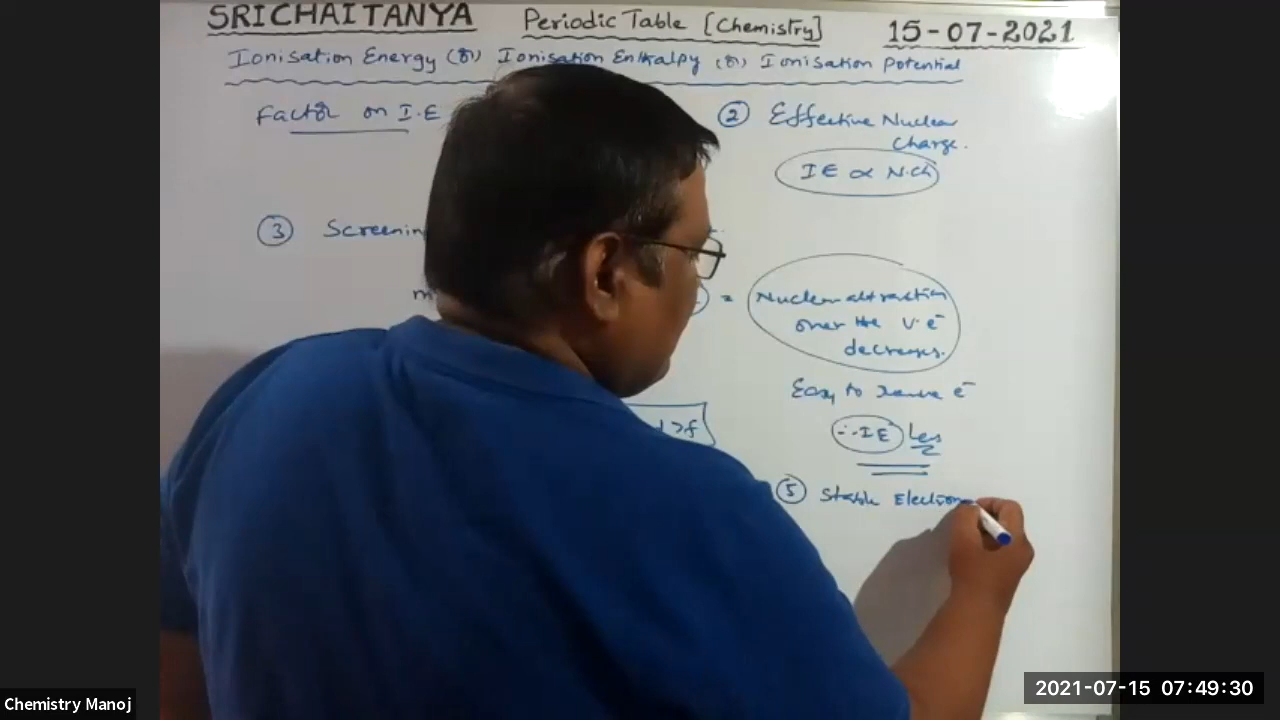 SRICHAITANYA Periodic Table [Chemistry] 15-07-2021
Ionisation Energy (or) Ionisation Enthalpy (or) Ionisation Potential
Factor on I.E
② Effective Nuclear
Charge.
IE ∝ N.Ch
③ Screenin
= Nuclear attraction
over the v.e⁻
decreases.
Easy to remove e⁻
∴ IE Less
>f
⑤ Stable Electron
Chemistry Manoj
2021-07-15 07:49:30